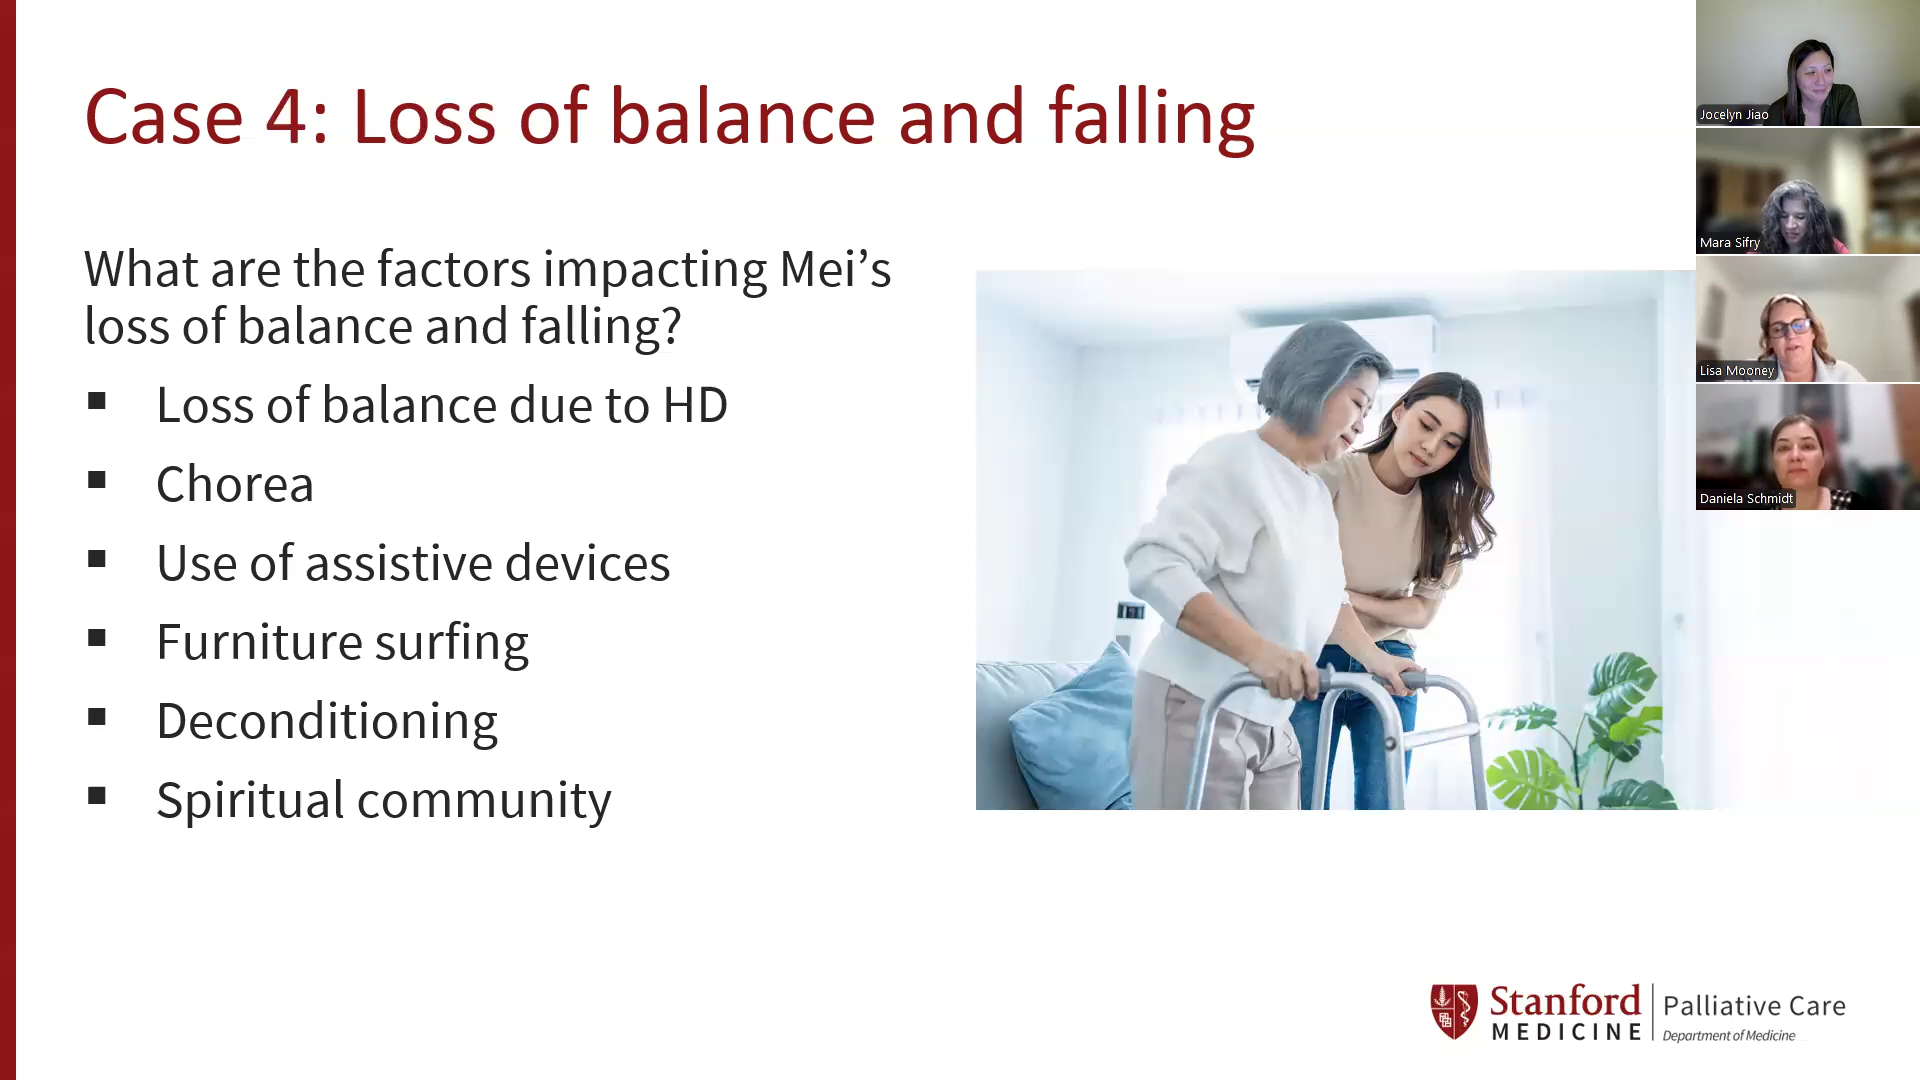 Case 4: Loss of balance and falling
What are the factors impacting Mei’s
loss of balance and falling?
▪ Loss of balance due to HD
▪ Chorea
▪ Use of assistive devices
▪ Furniture surfing
▪ Deconditioning
▪ Spiritual community
Jocelyn Jiao
Mara Sifry
Lisa Mooney
Daniela Schmidt
Stanford
MEDICINE
Palliative Care
Department of Medicine